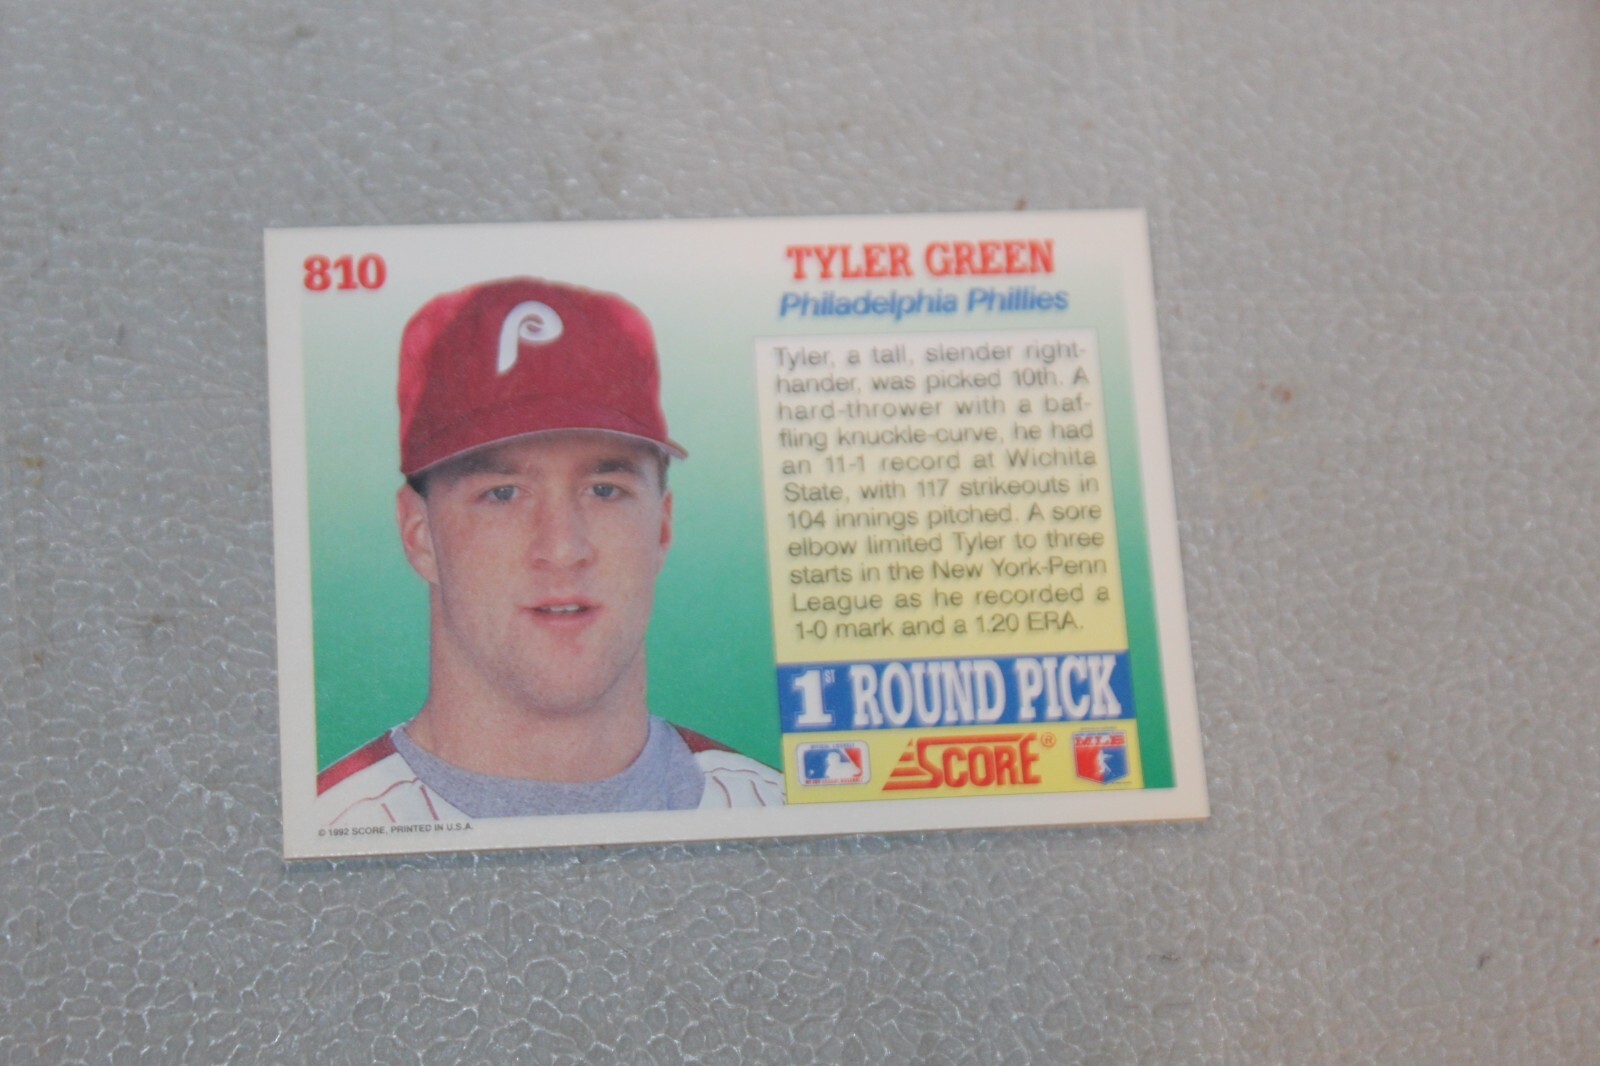 810
TYLER GREEN
Philadelphia Phillies
Tyler, a tall, slender right-
hander, was picked 10th. A
hard-thrower with a baf-
fling knuckle-curve, he had
an 11-1 record at Wichita
State, with 117 strikeouts in
104 innings pitched. A sore
elbow limited Tyler to three
starts in the New York-Penn
League as he recorded a
1-0 mark and a 1.20 ERA.
1ST ROUND PICK
SCORE®
MLB
P
© 1992 SCORE, PRINTED IN U.S.A.